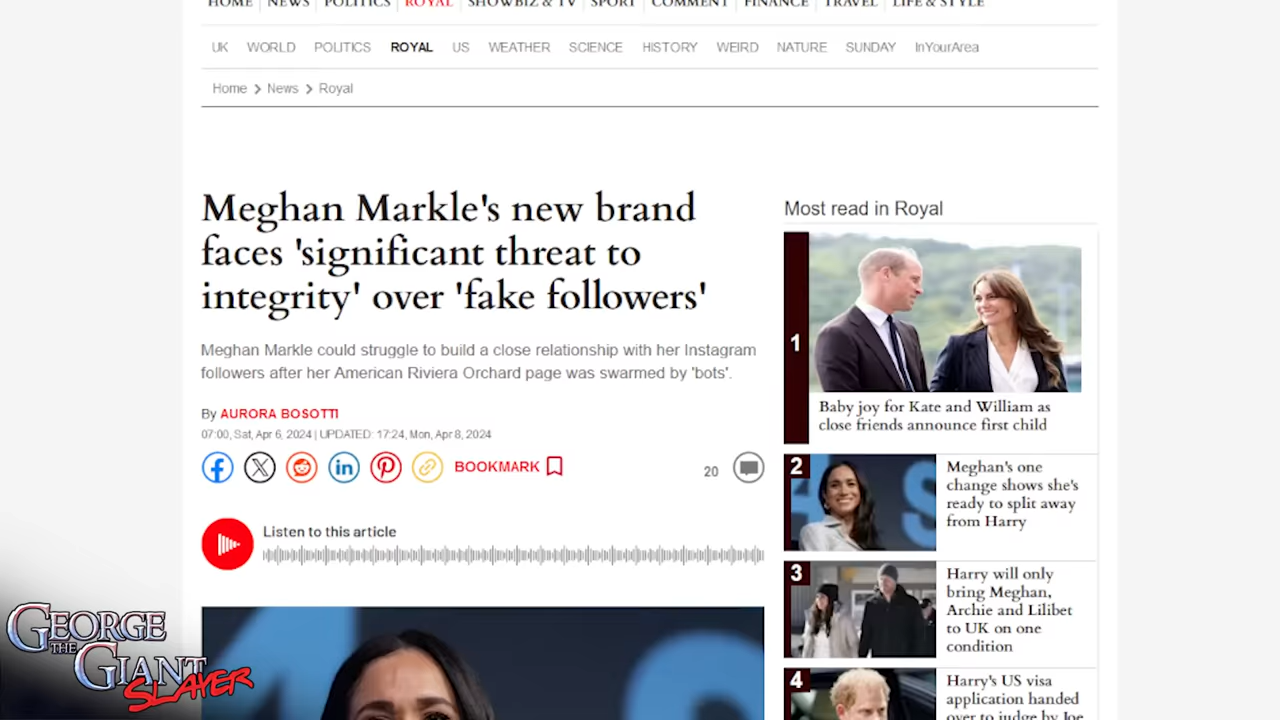 HOME NEWS POLITICS ROYAL SHOWBIZ & TV SPORT COMMENT FINANCE TRAVEL LIFE & STYLE
UK WORLD POLITICS ROYAL US WEATHER SCIENCE HISTORY WEIRD NATURE SUNDAY InYourArea
Home > News > Royal
Meghan Markle's new brand
faces 'significant threat to
integrity' over 'fake followers'
Meghan Markle could struggle to build a close relationship with her Instagram
followers after her American Riviera Orchard page was swarmed by 'bots'.
By AURORA BOSOTTI
07:00, Sat, Apr 6, 2024 | UPDATED: 17:24, Mon, Apr 8, 2024
BOOKMARK
20
Listen to this article
Most read in Royal
1
Baby joy for Kate and William as
close friends announce first child
2
Meghan's one
change shows she's
ready to split away
from Harry
3
Harry will only
bring Meghan,
Archie and Lilibet
to UK on one
condition
4
Harry's US visa
application handed
over to judge by Joe
GEORGE
THE
GIANT
SLAYER